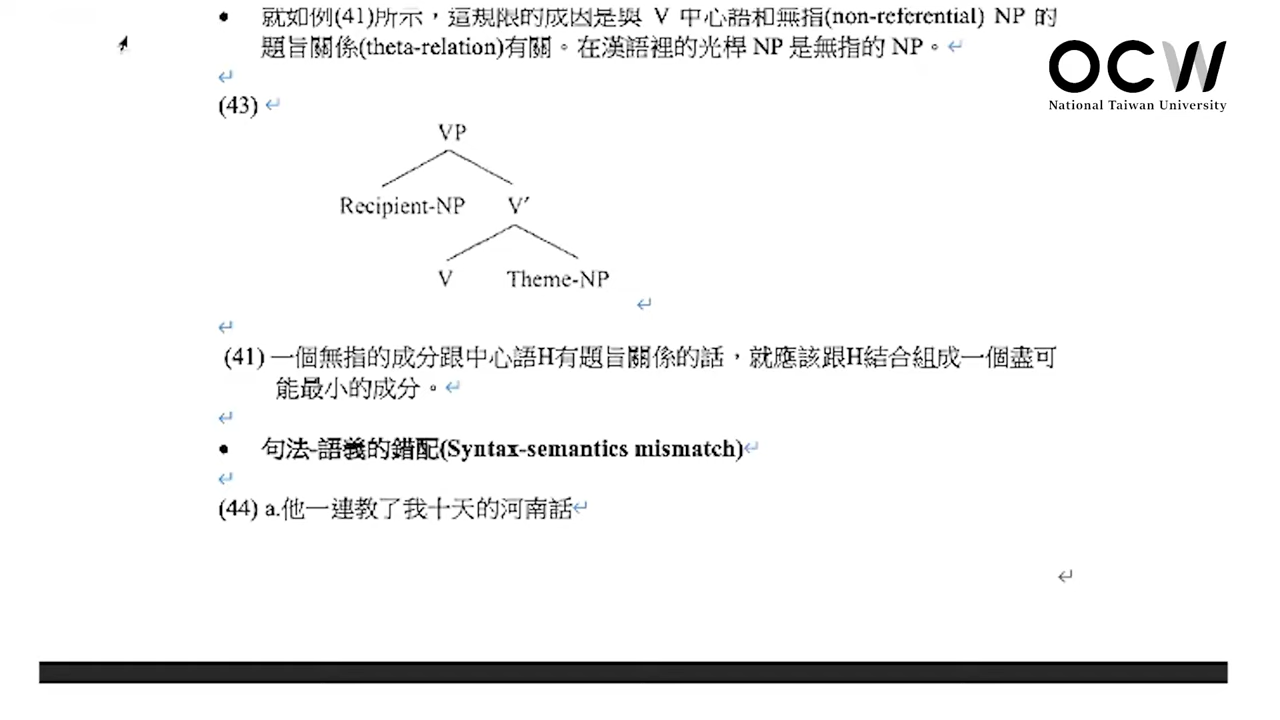 • 就如例(41)所示，這規限的成因是與 V 中心語和無指(non-referential) NP 的
題旨關係(theta-relation)有關。在漢語裡的光桿 NP 是無指的 NP。
OCW
National Taiwan University
(43)
VP
Recipient-NP V′
V Theme-NP
(41) 一個無指的成分跟中心語H有題旨關係的話，就應該跟H結合組成一個盡可
能最小的成分。
• 句法-語義的錯配(Syntax-semantics mismatch)
(44) a.他一連教了我十天的河南話